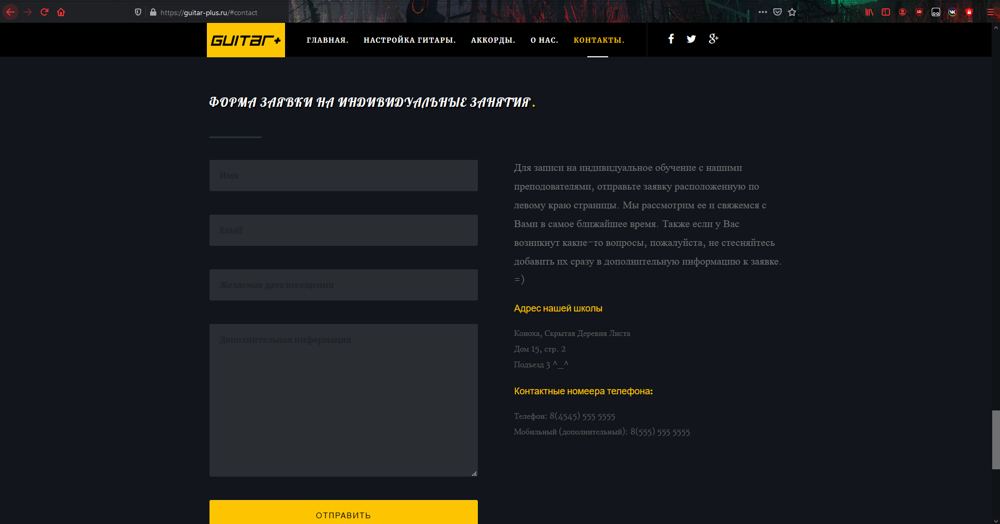 https://guitar-plus.ru/#contact
GUITAR+
ГЛАВНАЯ. НАСТРОЙКА ГИТАРЫ. АККОРДЫ. О НАС. КОНТАКТЫ.
ФОРМА ЗАЯВКИ НА ИНДИВИДУАЛЬНЫЕ ЗАНЯТИЯ.
Имя
Email
Желаемая дата посещения
Дополнительная информация
ОТПРАВИТЬ
Для записи на индивидуальное обучение с нашими
преподователями, отправьте заявку расположенную по
левому краю страницы. Мы рассмотрим ее и свяжемся с
Вами в самое ближайшее время. Также если у Вас
возникнут какие-то вопросы, пожалуйста, не стесняйтесь
добавить их сразу в дополнительную информацию к заявке.
=)
Адрес нашей школы
Коноха, Скрытая Деревня Листа
Дом 15, стр. 2
Подъезд 3 ^_^
Контактные номеера телефона:
Телефон: 8(4545) 555 5555
Мобильный (дополнительный): 8(555) 555 5555